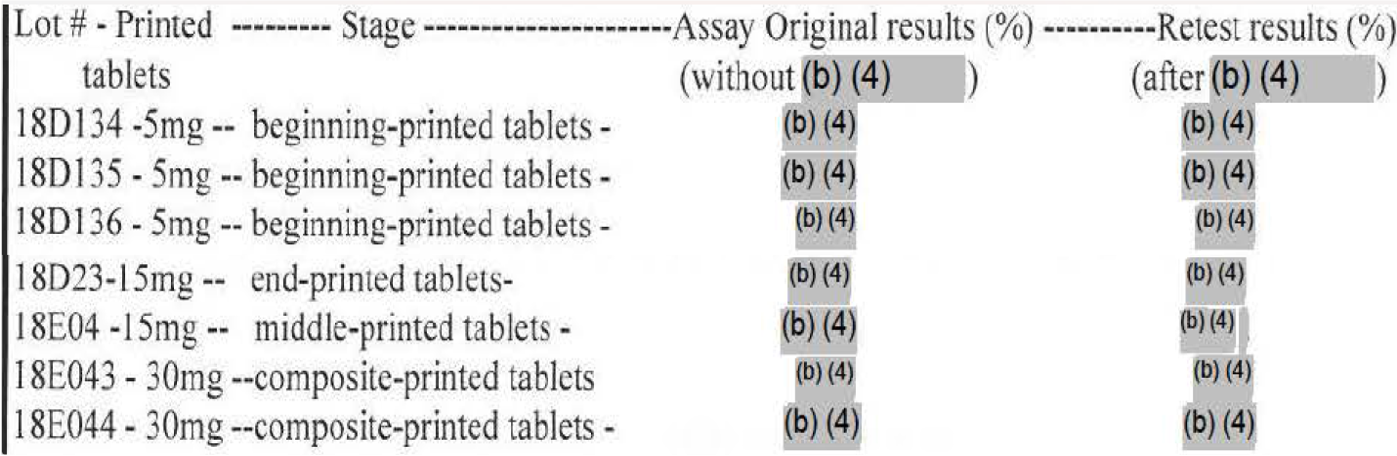 Lot # - Printed --------- Stage -----------------------Assay Original results (%) ----------Retest results (%)
tablets (without (b) (4) ) (after (b) (4) )
18D134 -5mg -- beginning-printed tablets - (b) (4) (b) (4)
18D135 - 5mg -- beginning-printed tablets - (b) (4) (b) (4)
18D136 - 5mg -- beginning-printed tablets - (b) (4) (b) (4)
18D23-15mg -- end-printed tablets- (b) (4) (b) (4)
18E04 -15mg -- middle-printed tablets - (b) (4) (b) (4)
18E043 - 30mg --composite-printed tablets (b) (4) (b) (4)
18E044 - 30mg --composite-printed tablets - (b) (4) (b) (4)